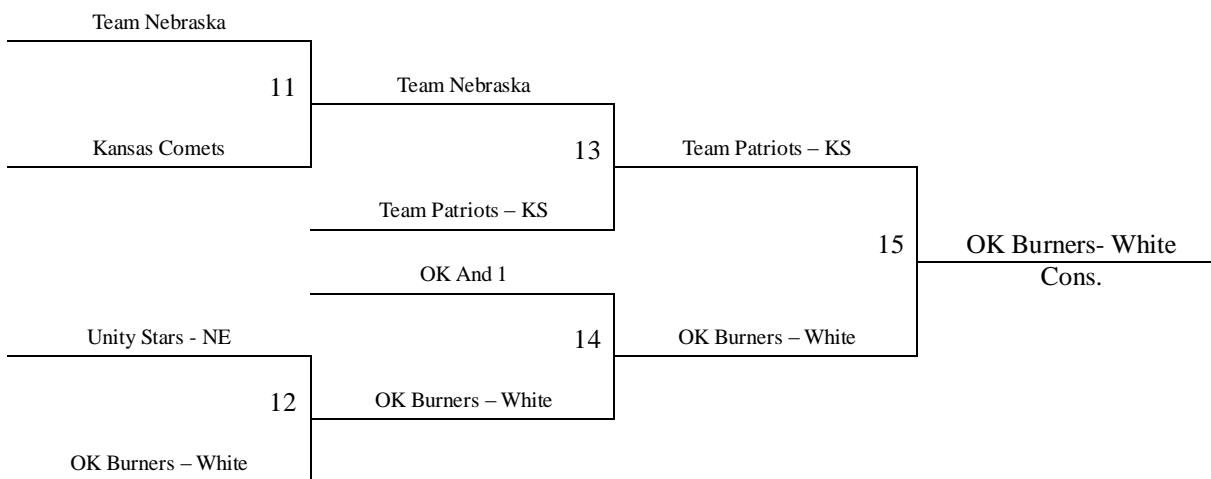 Team Nebraska
11
Team Nebraska
Kansas Comets
13
Team Patriots – KS
Team Patriots – KS
15
OK Burners- White
Cons.
OK And 1
Unity Stars - NE
14
OK Burners – White
12
OK Burners – White
OK Burners – White